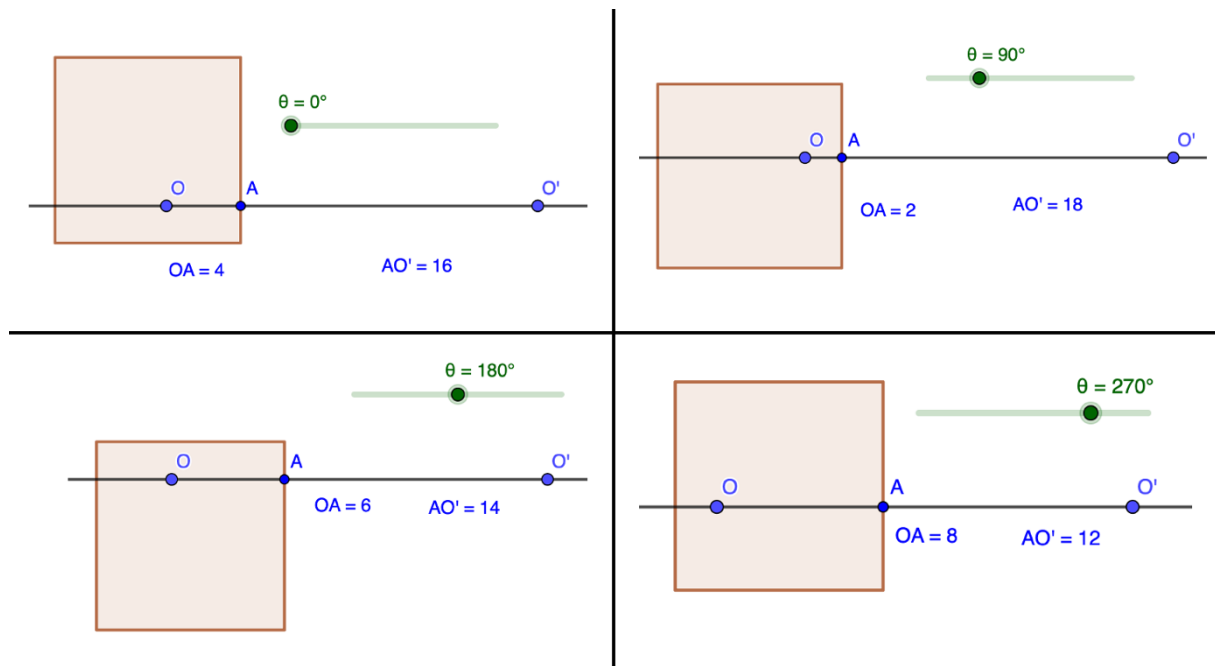 θ = 0°
O A O'
OA = 4 AO' = 16
θ = 90°
O A O'
OA = 2 AO' = 18
θ = 180°
O A O'
OA = 6 AO' = 14
θ = 270°
O A O'
OA = 8 AO' = 12